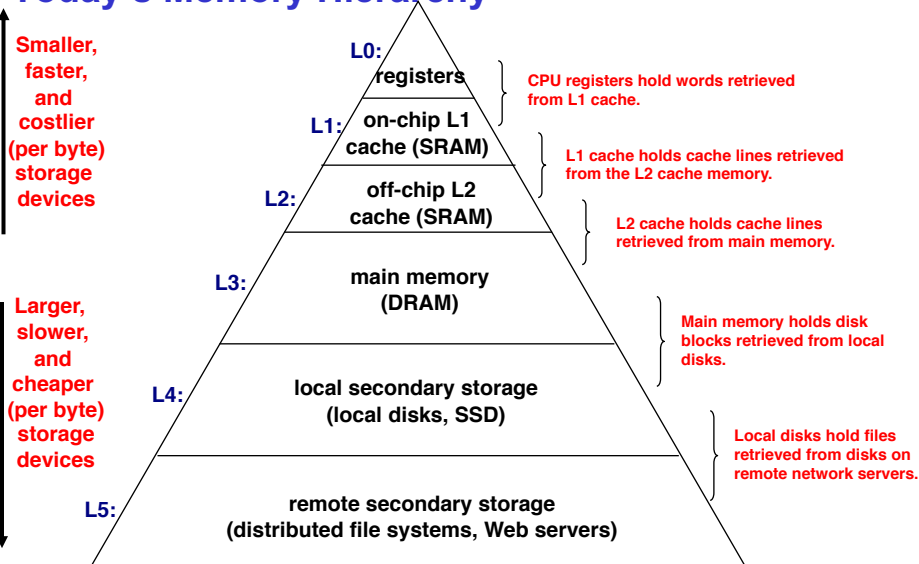 Today's Memory Hierarchy
Smaller,
faster,
and
costlier
(per byte)
storage
devices
Larger,
slower,
and
cheaper
(per byte)
storage
devices
L0:
registers
CPU registers hold words retrieved
from L1 cache.
L1:
on-chip L1
cache (SRAM)
L1 cache holds cache lines retrieved
from the L2 cache memory.
L2:
off-chip L2
cache (SRAM)
L2 cache holds cache lines
retrieved from main memory.
L3:
main memory
(DRAM)
Main memory holds disk
blocks retrieved from local
disks.
L4:
local secondary storage
(local disks, SSD)
Local disks hold files
retrieved from disks on
remote network servers.
L5:
remote secondary storage
(distributed file systems, Web servers)